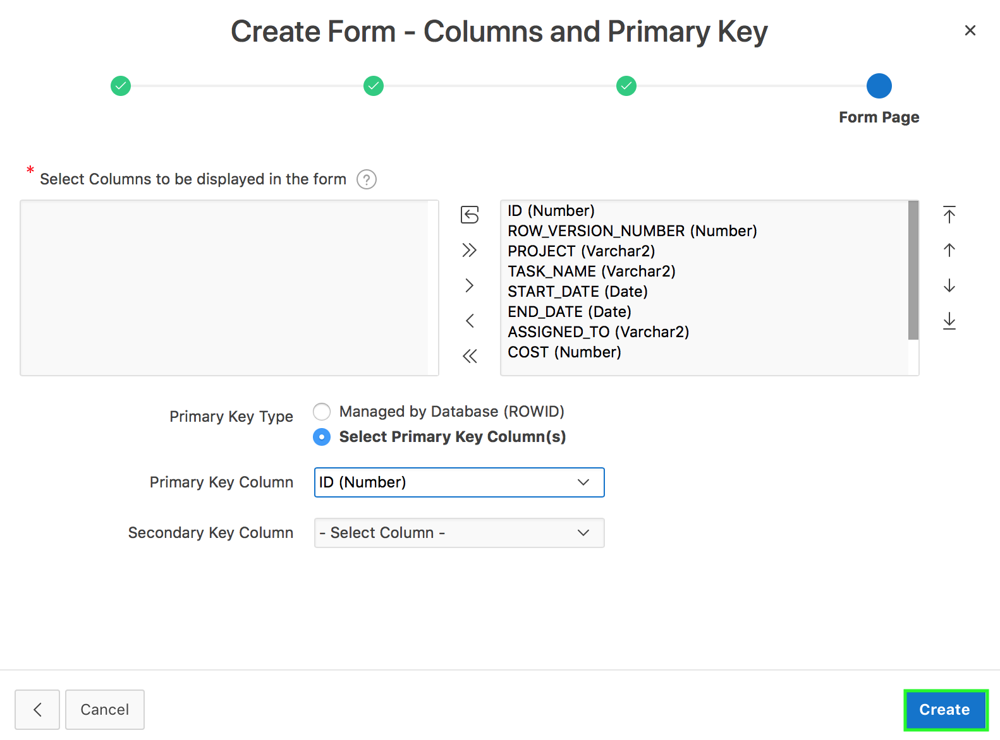 Create Form - Columns and Primary Key
Form Page
* Select Columns to be displayed in the form ?
ID (Number)
ROW_VERSION_NUMBER (Number)
PROJECT (Varchar2)
TASK_NAME (Varchar2)
START_DATE (Date)
END_DATE (Date)
ASSIGNED_TO (Varchar2)
COST (Number)
Primary Key Type
Managed by Database (ROWID)
Select Primary Key Column(s)
Primary Key Column ID (Number)
Secondary Key Column - Select Column -
Cancel
Create